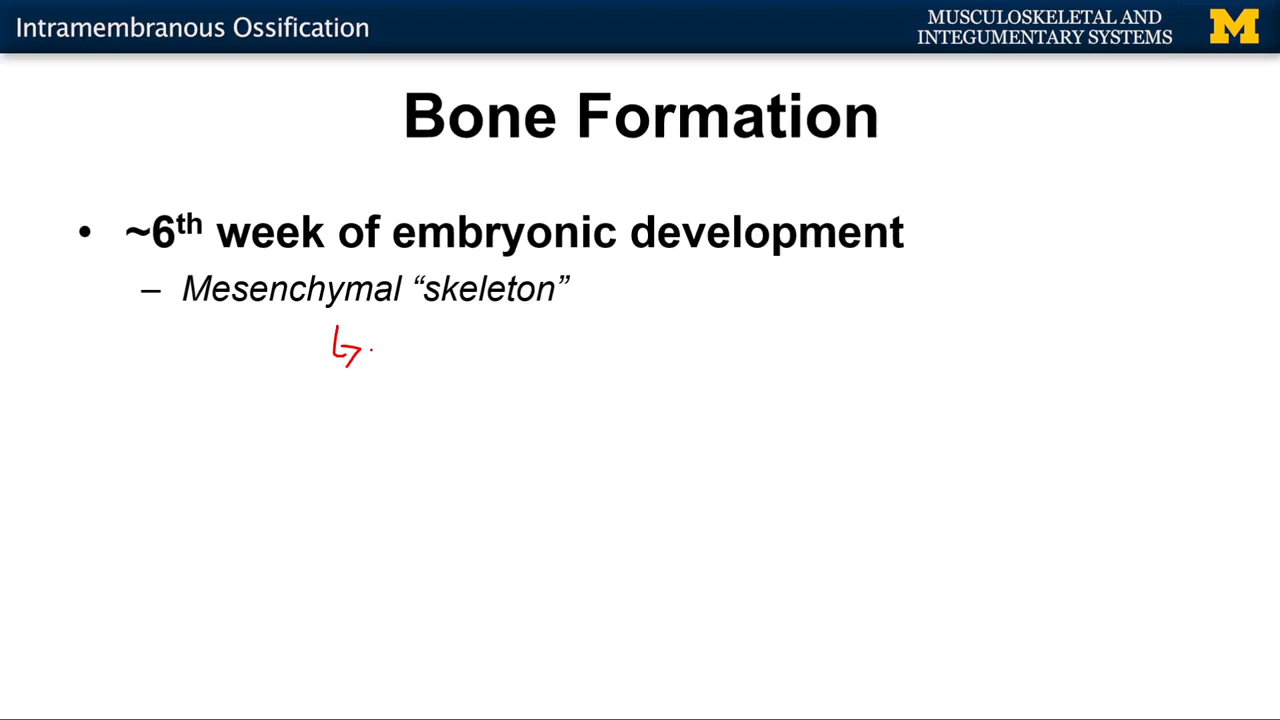 Intramembranous Ossification
MUSCULOSKELETAL AND
INTEGUMENTARY SYSTEMS
M
Bone Formation
• ~6th week of embryonic development
– Mesenchymal “skeleton”